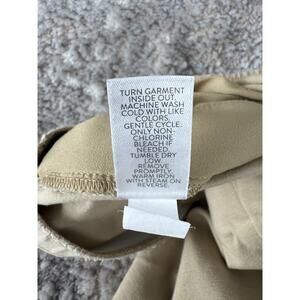 TURN GARMENT
INSIDE OUT.
MACHINE WASH
COLD WITH LIKE
COLORS,
GENTLE CYCLE.
ONLY NON-
CHLORINE
BLEACH IF
NEEDED.
TUMBLE DRY
LOW.
REMOVE
PROMPTLY.
WARM IRON
WITH STEAM ON
REVERSE